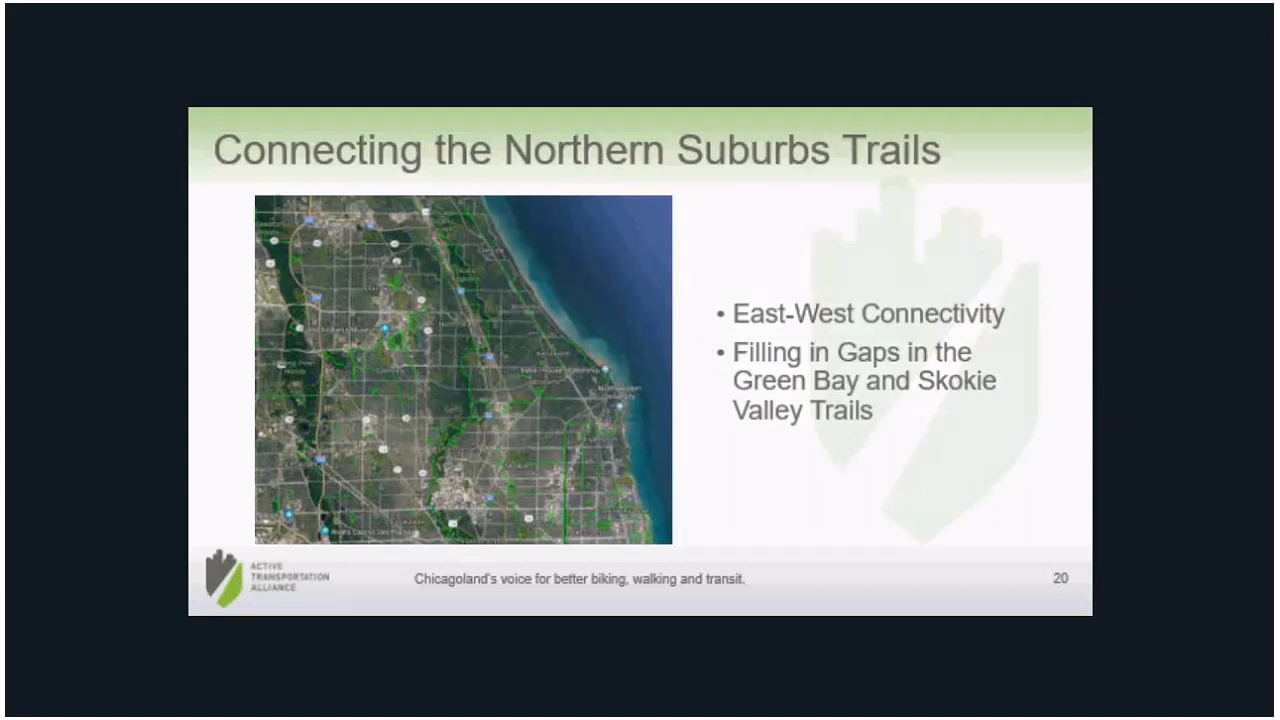 Connecting the Northern Suburbs Trails
• East-West Connectivity
• Filling in Gaps in the
Green Bay and Skokie
Valley Trails
ACTIVE
TRANSPORTATION
ALLIANCE
Chicagoland's voice for better biking, walking and transit.
20